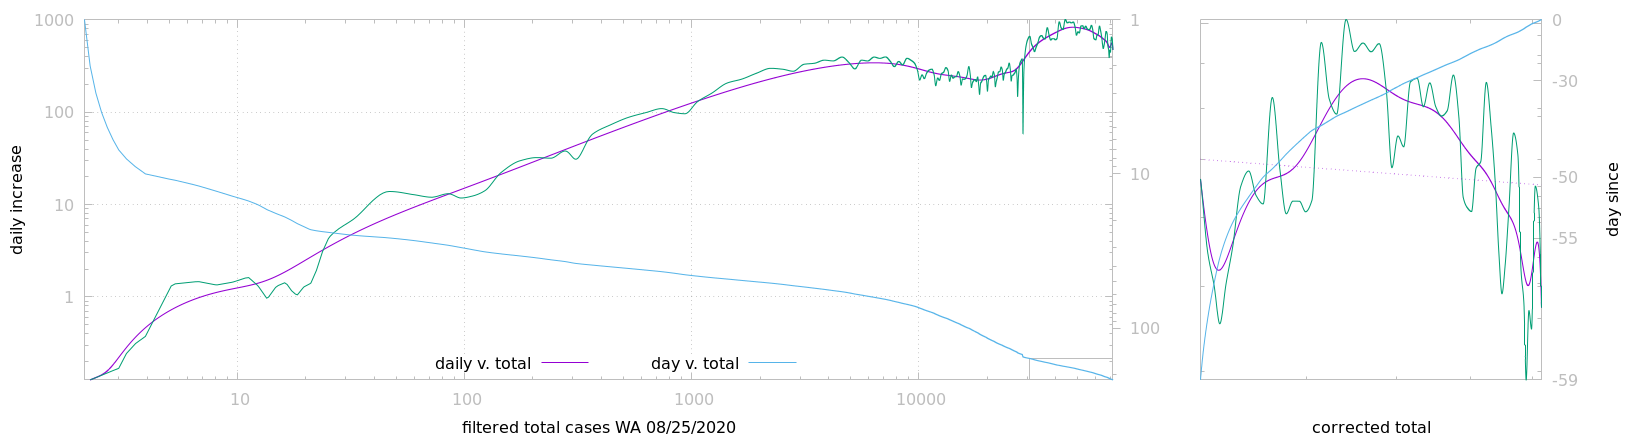 1000
100
10
1
daily increase
1
10
100
daily v. total
day v. total
10
100
1000
10000
filtered total cases WA 08/25/2020
0
-30
-50
-55
-59
day since
corrected total